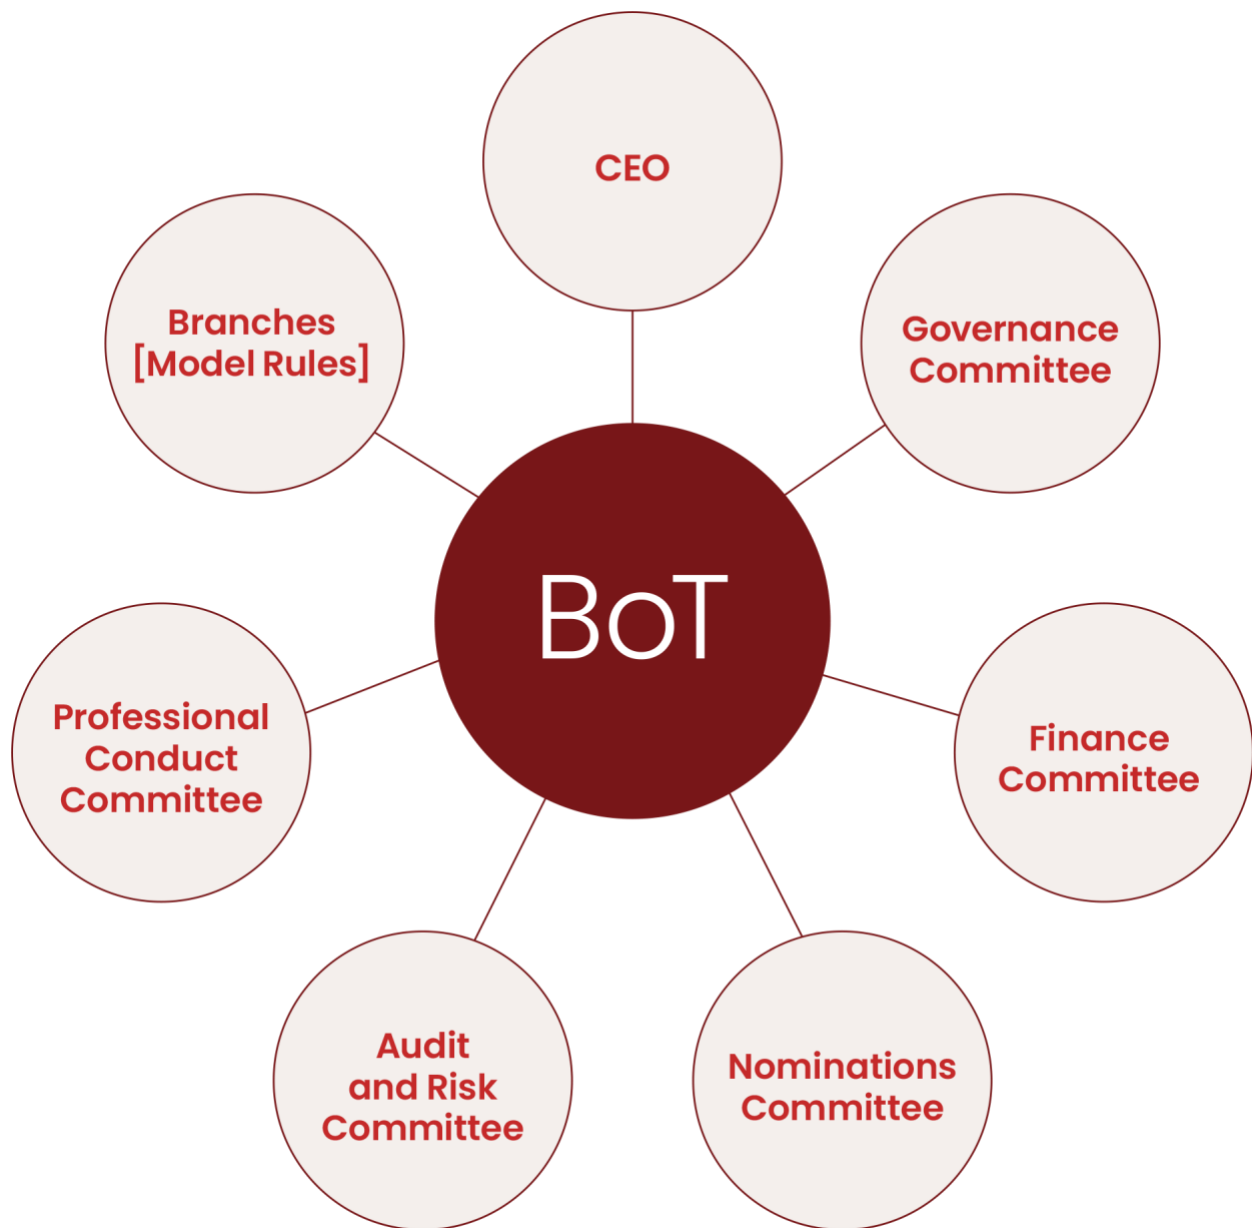 CEO
Governance
Committee
Finance
Committee
Nominations
Committee
Audit
and Risk
Committee
Professional
Conduct
Committee
Branches
[Model Rules]
BoT